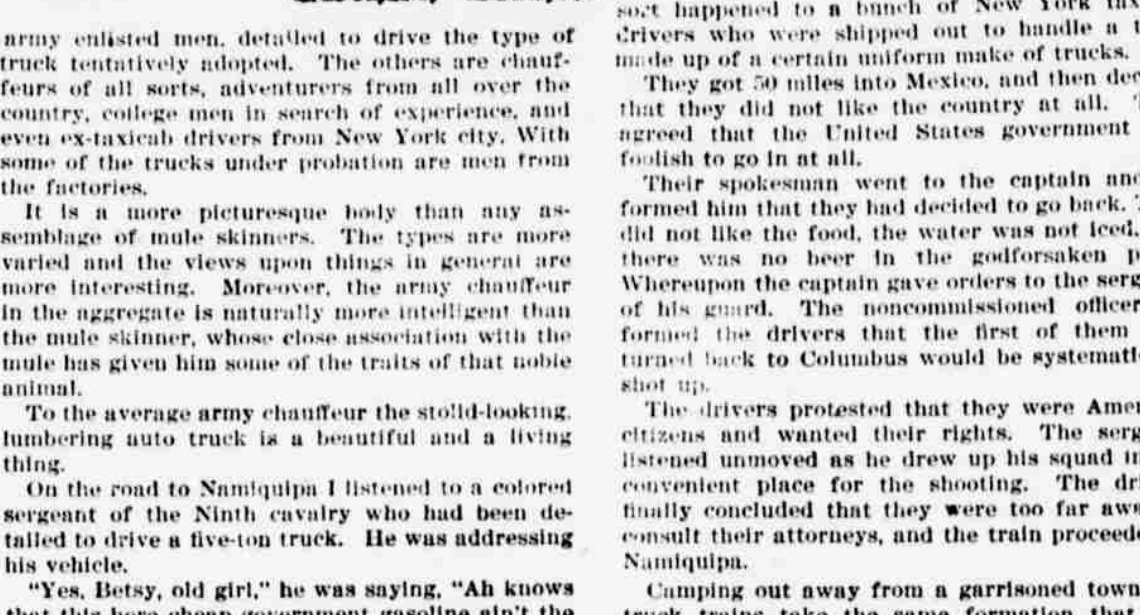 army enlisted men, detailed to drive the type of
truck tentatively adopted. The others are chauf-
feurs of all sorts, adventurers from all over the
country, college men in search of experience, and
even ex-taxicab drivers from New York city. With
some of the trucks under probation are men from
the factories.
It is a more picturesque body than any as-
semblage of mule skinners. The types are more
varied and the views upon things in general are
more interesting. Moreover, the army chauffeur
in the aggregate is naturally more intelligent than
the mule skinner, whose close association with the
mule has given him some of the traits of that noble
animal.
To the average army chauffeur the stolid-looking,
lumbering auto truck is a beautiful and a living
thing.
On the road to Namiquipa I listened to a colored
sergeant of the Ninth cavalry who had been de-
tailed to drive a five-ton truck. He was addressing
his vehicle.
"Yes, Betsy, old girl," he was saying, "Ah knows
that this here cheap government gasoline ain't the
sort happened to a bunch of New York
drivers who were shipped out to handle a
made up of a certain uniform make of trucks.
They got 50 miles into Mexico, and then
that they did not like the country at all.
agreed that the United States government
foolish to go in at all.
Their spokesman went to the captain
formed him that they had decided to go back.
did not like the food, the water was not iced,
there was no beer in the godforsaken
Whereupon the captain gave orders to the
of his guard. The noncommissioned officer
formed the drivers that the first of them
turned back to Columbus would be
shot up.
The drivers protested that they were
citizens and wanted their rights. The
listened unmoved as he drew up his squad
convenient place for the shooting. The
finally concluded that they were too far
consult their attorneys, and the train
Namiquipa.
Camping out away from a garrisoned town
truck trains take the same